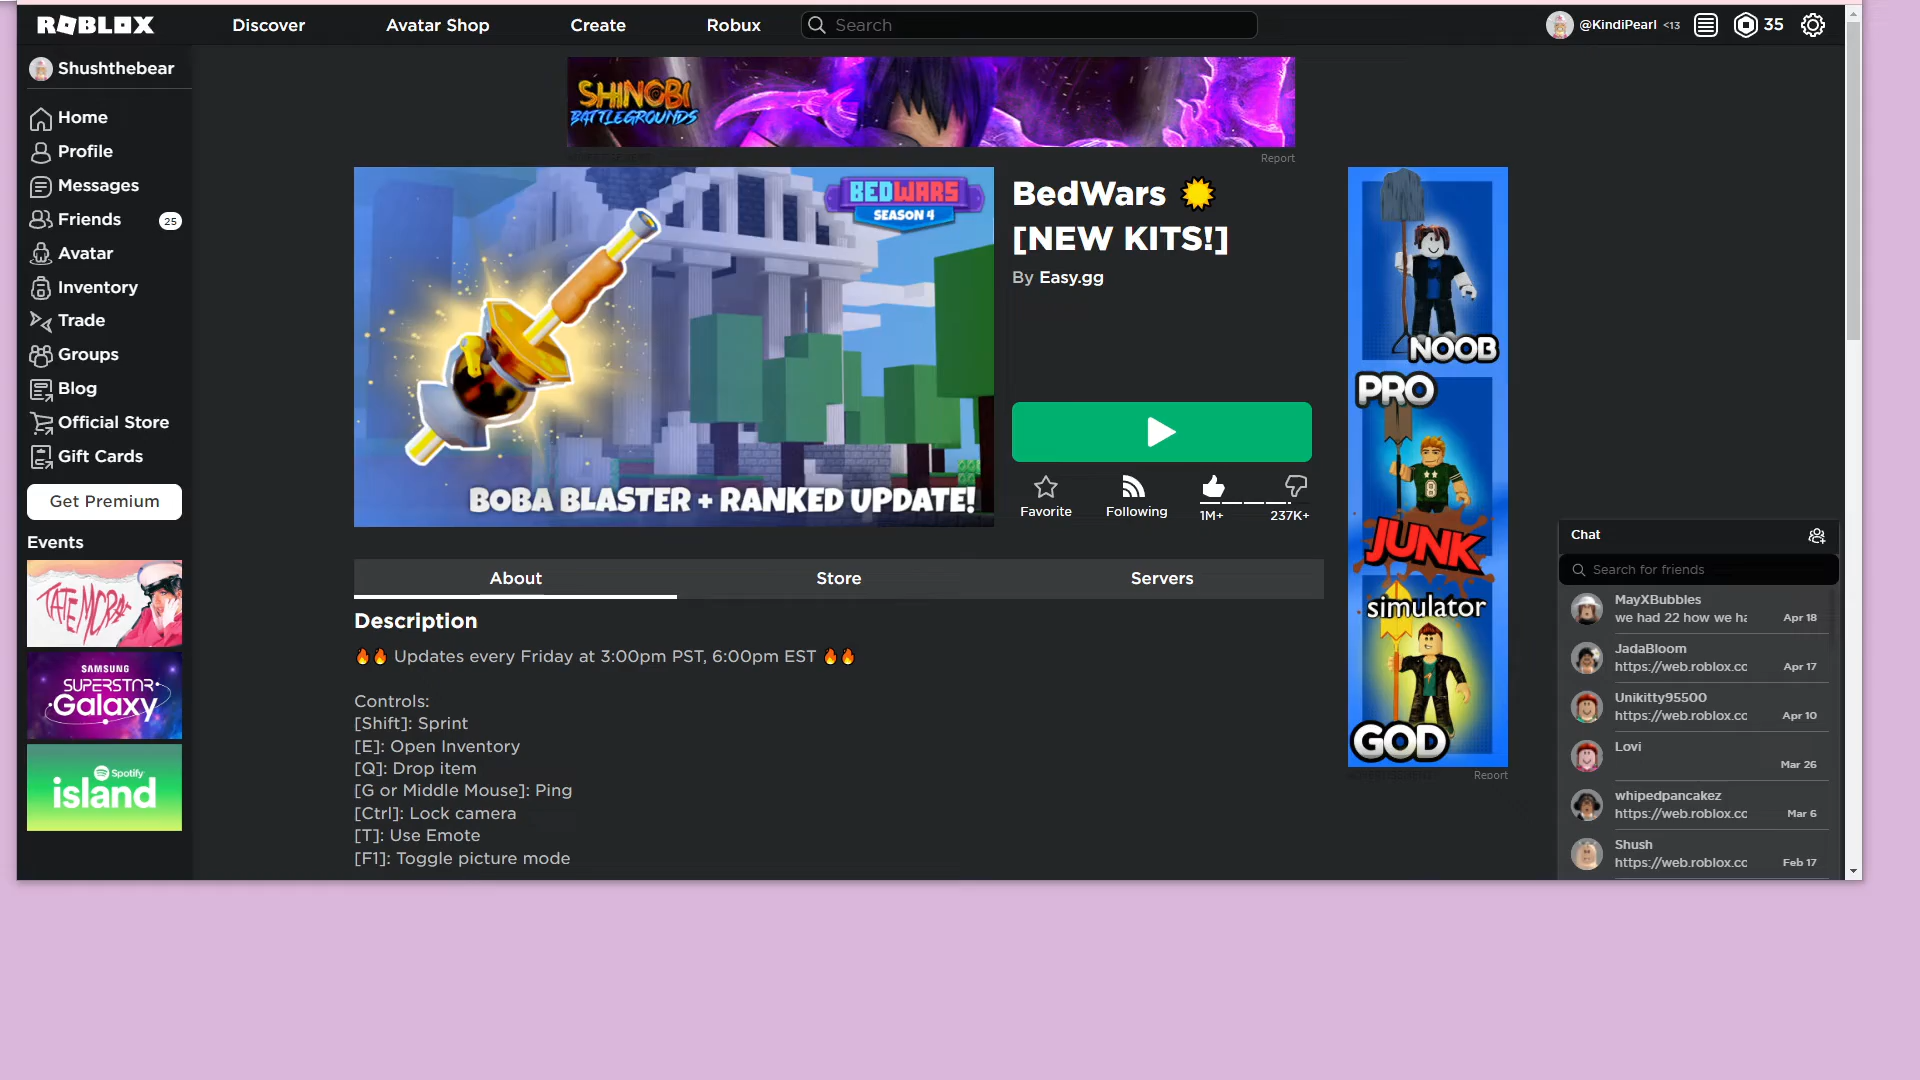 ROBLOX
Discover
Avatar Shop
Create
Robux
Search
@KindiPearl <13
35
Shushthebear
Home
Profile
Messages
Friends
25
Avatar
Inventory
Trade
Groups
Blog
Official Store
Gift Cards
Get Premium
Events
TATE MCRAE
SAMSUNG
SUPERSTAR
Galaxy
Spotify
island
SHINOBI
BATTLEGROUNDS
Report
BEDWARS
SEASON 4
BOBA BLASTER + RANKED UPDATE!
BedWars
[NEW KITS!]
By Easy.gg
Favorite
Following
1M+
237K+
About
Store
Servers
Description
🔥🔥 Updates every Friday at 3:00pm PST, 6:00pm EST 🔥🔥
Controls:
[Shift]: Sprint
[E]: Open Inventory
[Q]: Drop item
[G or Middle Mouse]: Ping
[Ctrl]: Lock camera
[T]: Use Emote
[F1]: Toggle picture mode
NOOB
PRO
8
JUNK
simulator
GOD
Report
Chat
Search for friends
MayXBubbles
we had 22 how we ha
Apr 18
JadaBloom
https://web.roblox.cc
Apr 17
Unikitty95500
https://web.roblox.cc
Apr 10
Lovi
Mar 26
whipedpancakez
https://web.roblox.cc
Mar 6
Shush
https://web.roblox.cc
Feb 17